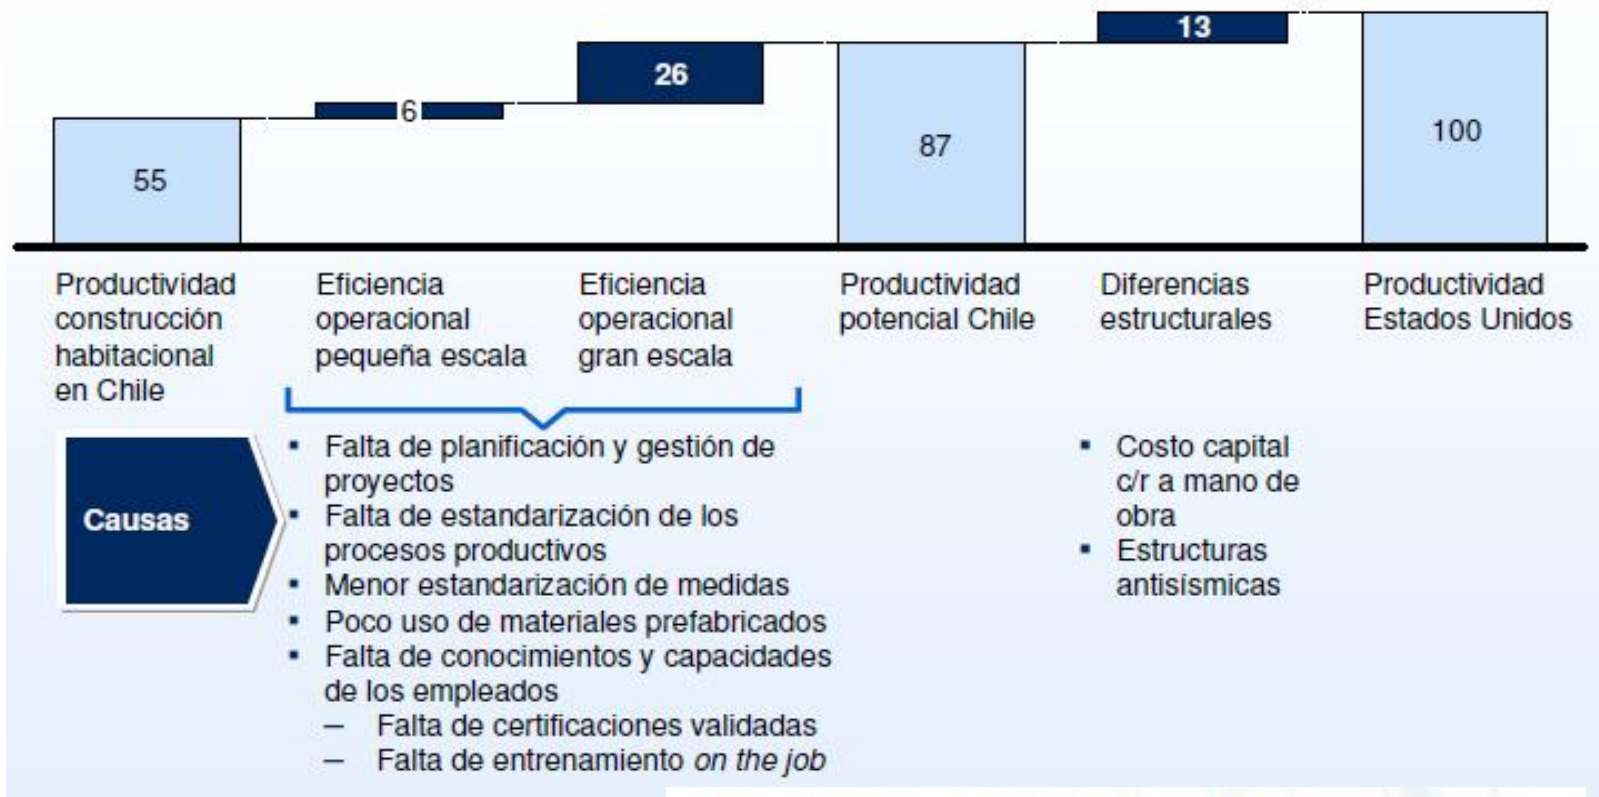 55
6
26
87
13
100
Productividad
construcción
habitacional
en Chile
Eficiencia
operacional
pequeña escala
Eficiencia
operacional
gran escala
Productividad
potencial Chile
Diferencias
estructurales
Productividad
Estados Unidos
Causas
▪ Falta de planificación y gestión de
proyectos
▪ Falta de estandarización de los
procesos productivos
▪ Menor estandarización de medidas
▪ Poco uso de materiales prefabricados
▪ Falta de conocimientos y capacidades
de los empleados
– Falta de certificaciones validadas
– Falta de entrenamiento on the job
▪ Costo capital
c/r a mano de
obra
▪ Estructuras
antisísmicas